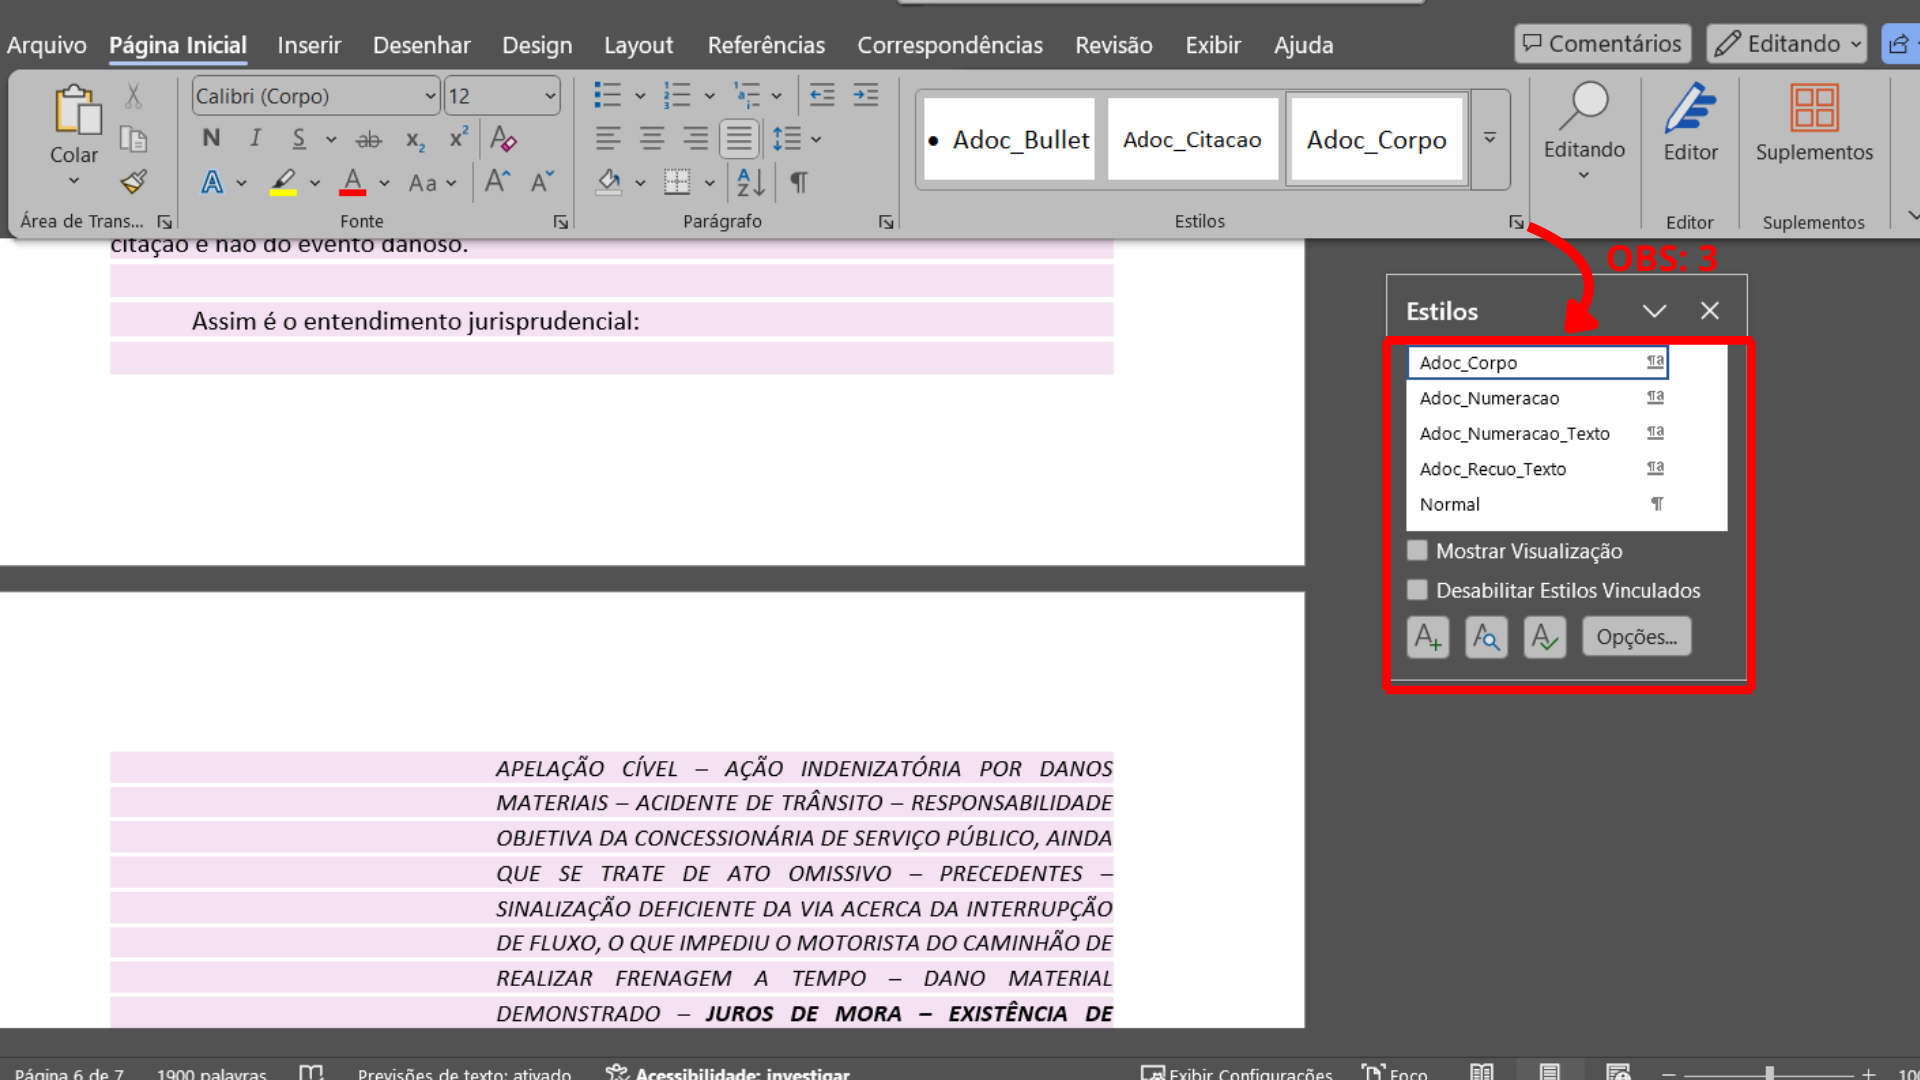 Arquivo Página Inicial Inserir Desenhar Design Layout Referências Correspondências Revisão Exibir Ajuda Comentários Editando
Calibri (Corpo) 12
N I S ab x₂ x² A
A A Aa A A
Colar
Área de Trans... Fonte Parágrafo Estilos Editor Suplementos
• Adoc_Bullet Adoc_Citacao Adoc_Corpo
Editando Editor Suplementos
OBS: 3
citação e não do evento danoso.
Assim é o entendimento jurisprudencial:
Estilos
Adoc_Corpo ¶a
Adoc_Numeracao ¶a
Adoc_Numeracao_Texto ¶a
Adoc_Recuo_Texto ¶a
Normal ¶
Mostrar Visualização
Desabilitar Estilos Vinculados
Opções...
APELAÇÃO CÍVEL – AÇÃO INDENIZATÓRIA POR DANOS
MATERIAIS – ACIDENTE DE TRÂNSITO – RESPONSABILIDADE
OBJETIVA DA CONCESSIONÁRIA DE SERVIÇO PÚBLICO, AINDA
QUE SE TRATE DE ATO OMISSIVO – PRECEDENTES –
SINALIZAÇÃO DEFICIENTE DA VIA ACERCA DA INTERRUPÇÃO
DE FLUXO, O QUE IMPEDIU O MOTORISTA DO CAMINHÃO DE
REALIZAR FRENAGEM A TEMPO – DANO MATERIAL
DEMONSTRADO – JUROS DE MORA – EXISTÊNCIA DE
Página 6 de 7 1900 palavras Previsões de texto: ativado Acessibilidade: investigar Exibir Configurações Foco